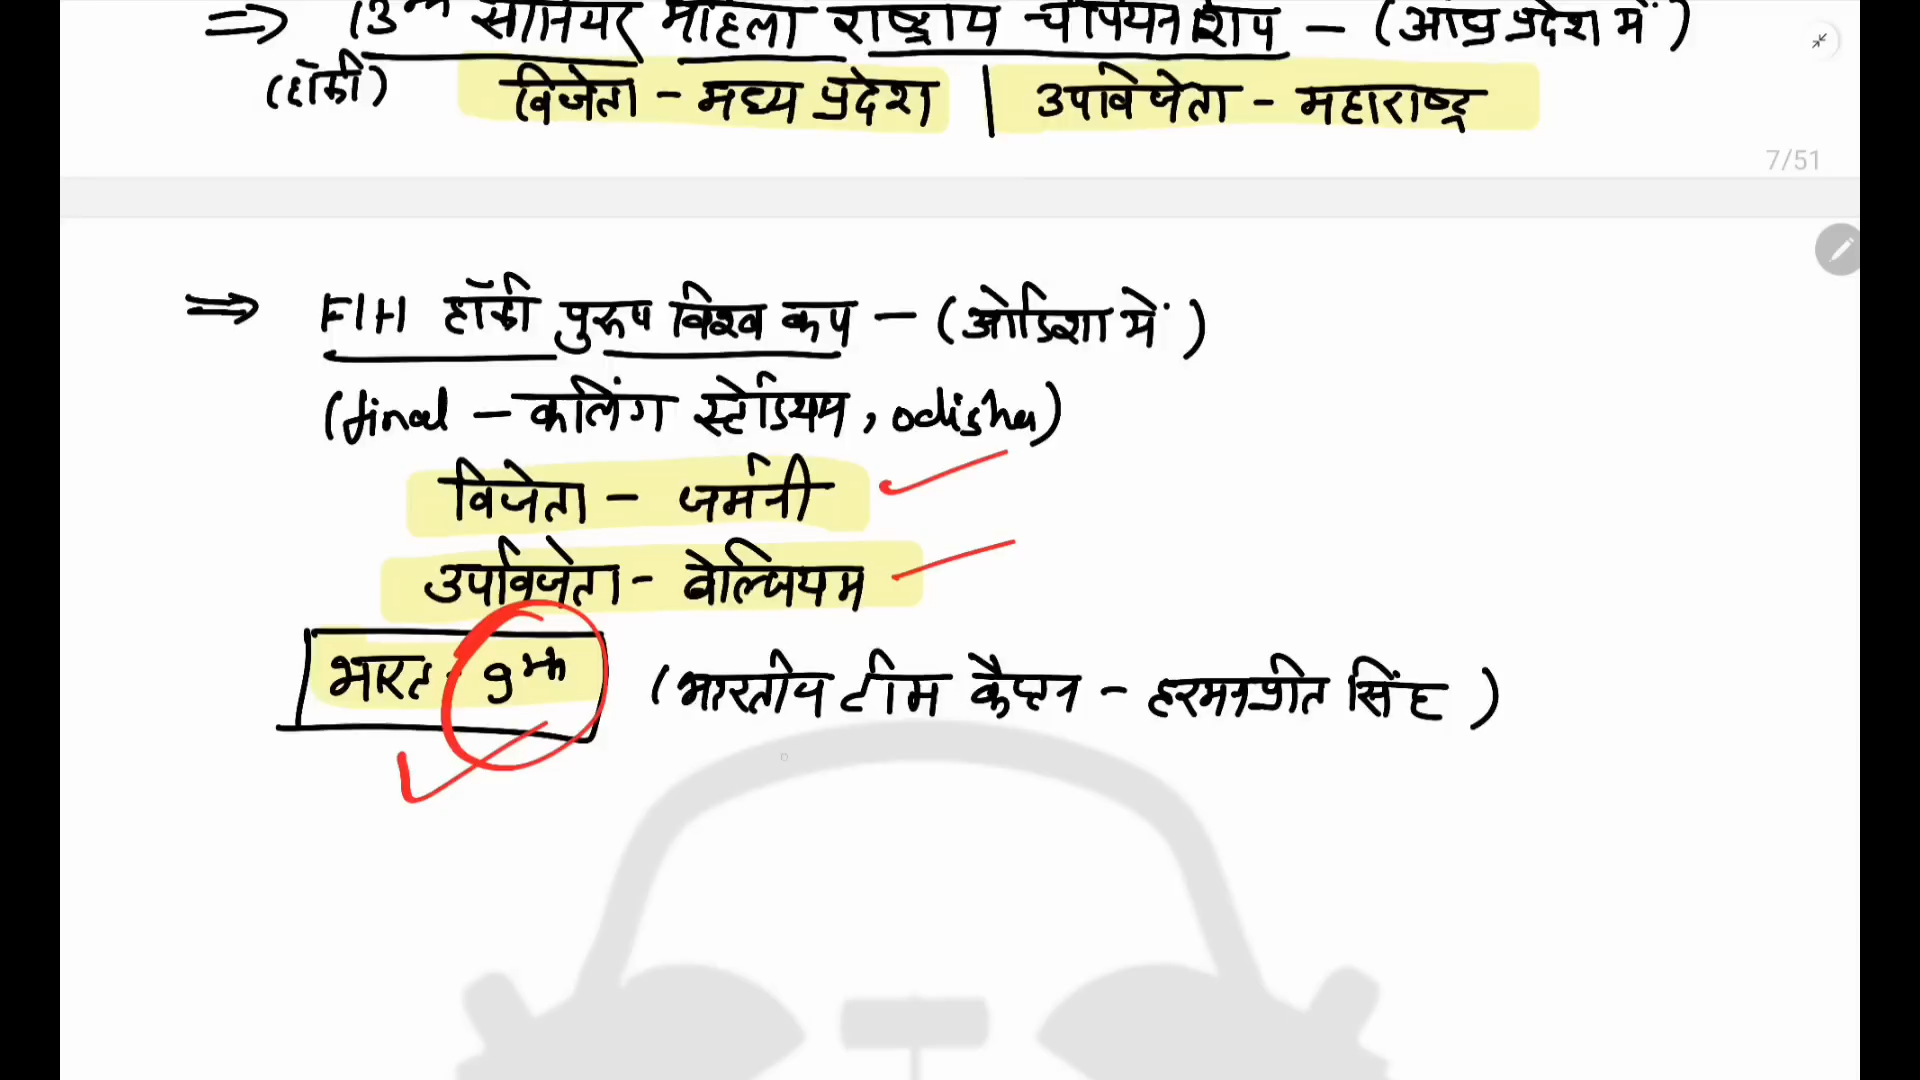 ⇒ 13th सीनियर महिला राष्ट्रीय चैंपियनशिप - (आंध्र प्रदेश में)
(हॉकी) विजेता - मध्य प्रदेश | उपविजेता - महाराष्ट्र
7/51
⇒ FIH हॉकी पुरुष विश्व कप - (ओडिशा में)
(final - कलिंग स्टेडियम, odisha)
विजेता - जर्मनी
उपविजेता - बेल्जियम
भारत - 9th (भारतीय टीम कैप्टन - हरमनप्रीत सिंह)